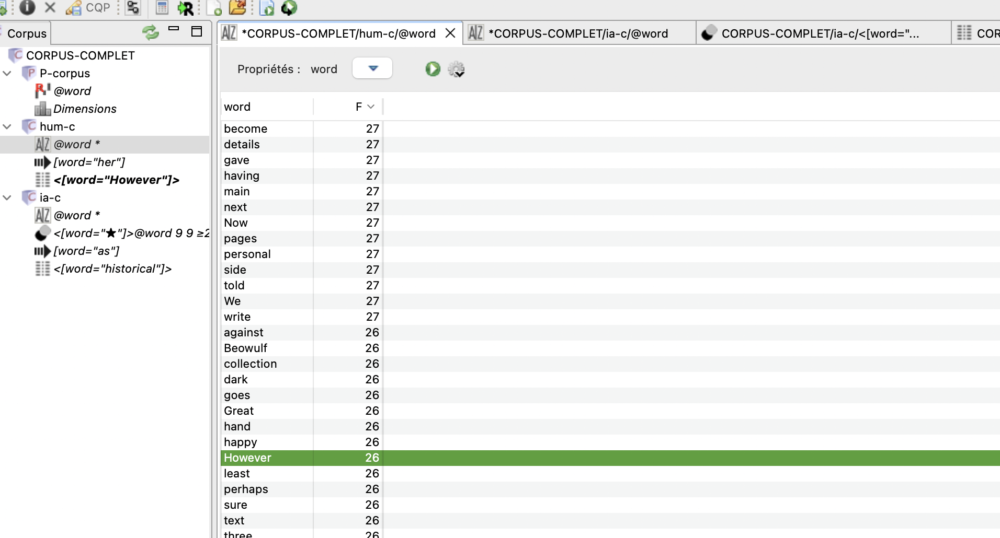 CQP
Corpus
CORPUS-COMPLET
P-corpus
@word
Dimensions
hum-c
@word *
[word="her"]
<[word="However"]>
ia-c
@word *
<[word="★"]>@word 9 9 ≥2
[word="as"]
<[word="historical"]>
*CORPUS-COMPLET/hum-c/@word
*CORPUS-COMPLET/ia-c/@word
CORPUS-COMPLET/ia-c/<[word="...
COR
Propriétés : word
word F
become 27
details 27
gave 27
having 27
main 27
next 27
Now 27
pages 27
personal 27
side 27
told 27
We 27
write 27
against 26
Beowulf 26
collection 26
dark 26
goes 26
Great 26
hand 26
happy 26
However 26
least 26
perhaps 26
sure 26
text 26
three 26